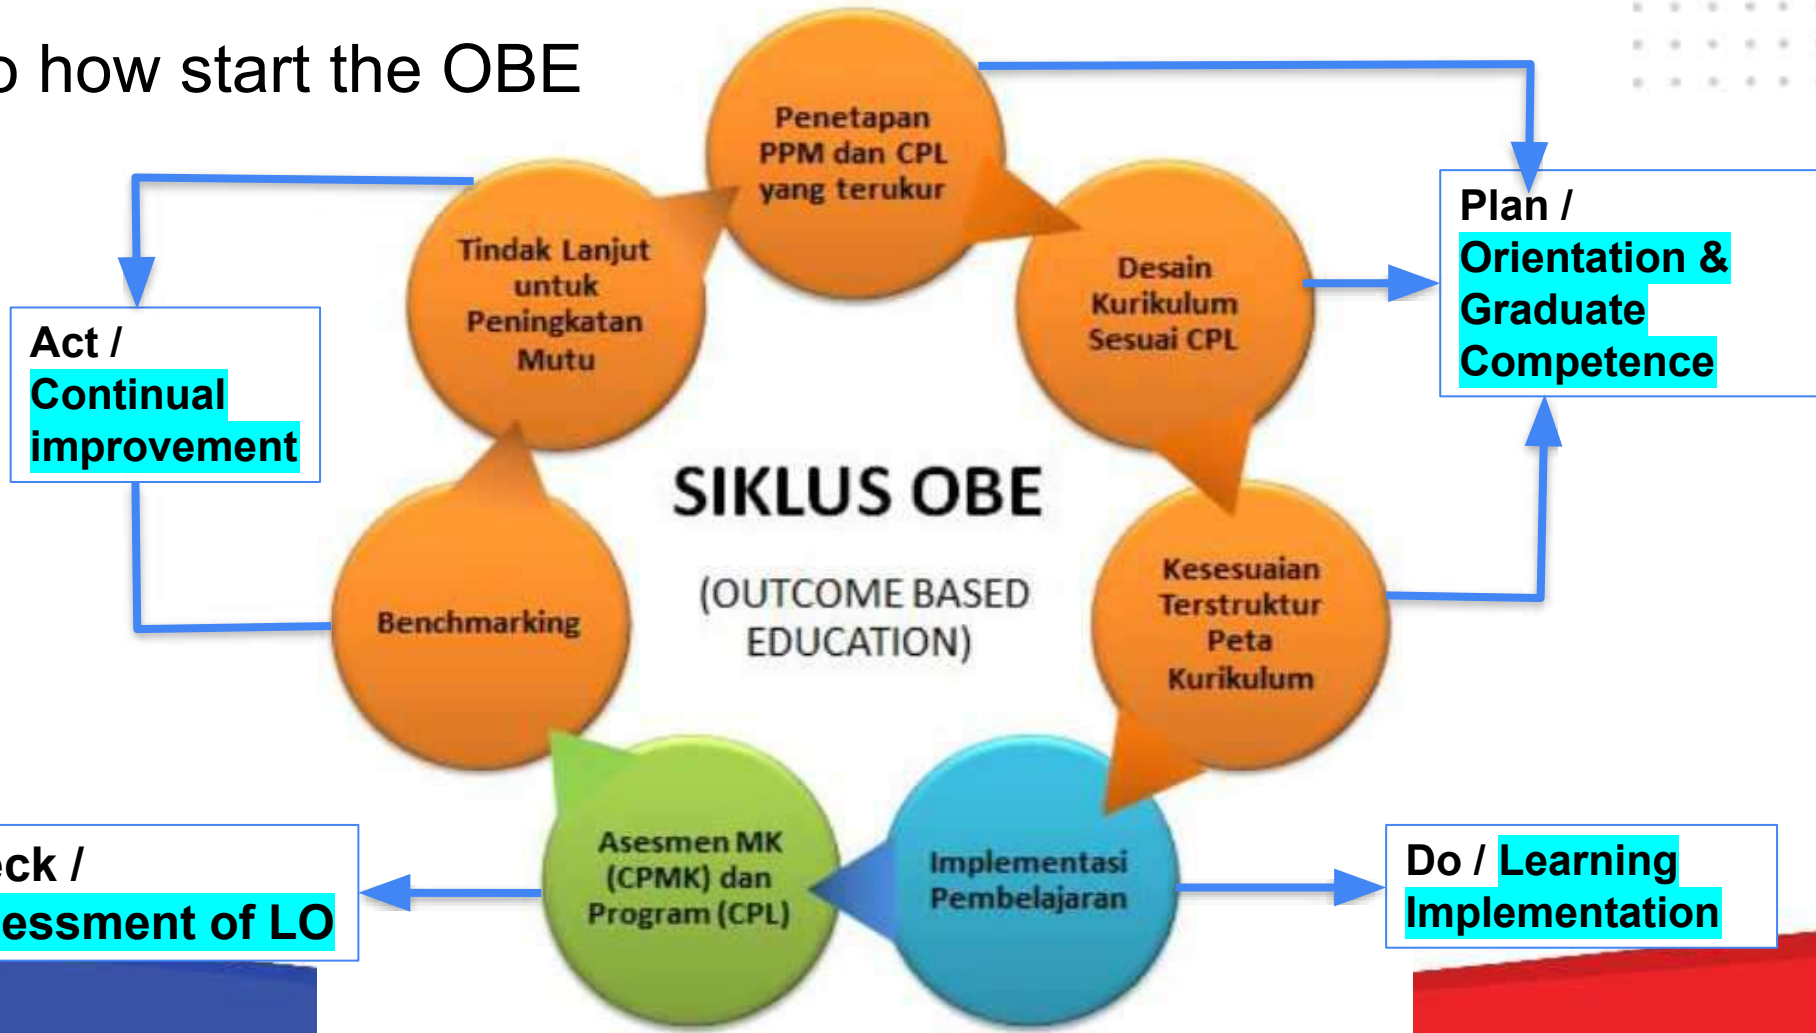 how start the OBE
Penetapan
PPM dan CPL
yang terukur
Desain
Kurikulum
Sesuai CPL
Kesesuaian
Terstruktur
Peta
Kurikulum
Implementasi
Pembelajaran
Asesmen MK
(CPMK) dan
Program (CPL)
Benchmarking
Tindak Lanjut
untuk
Peningkatan
Mutu
SIKLUS OBE
(OUTCOME BASED
EDUCATION)
Plan /
Orientation &
Graduate
Competence
Do / Learning
Implementation
eck /
essment of LO
Act /
Continual
improvement